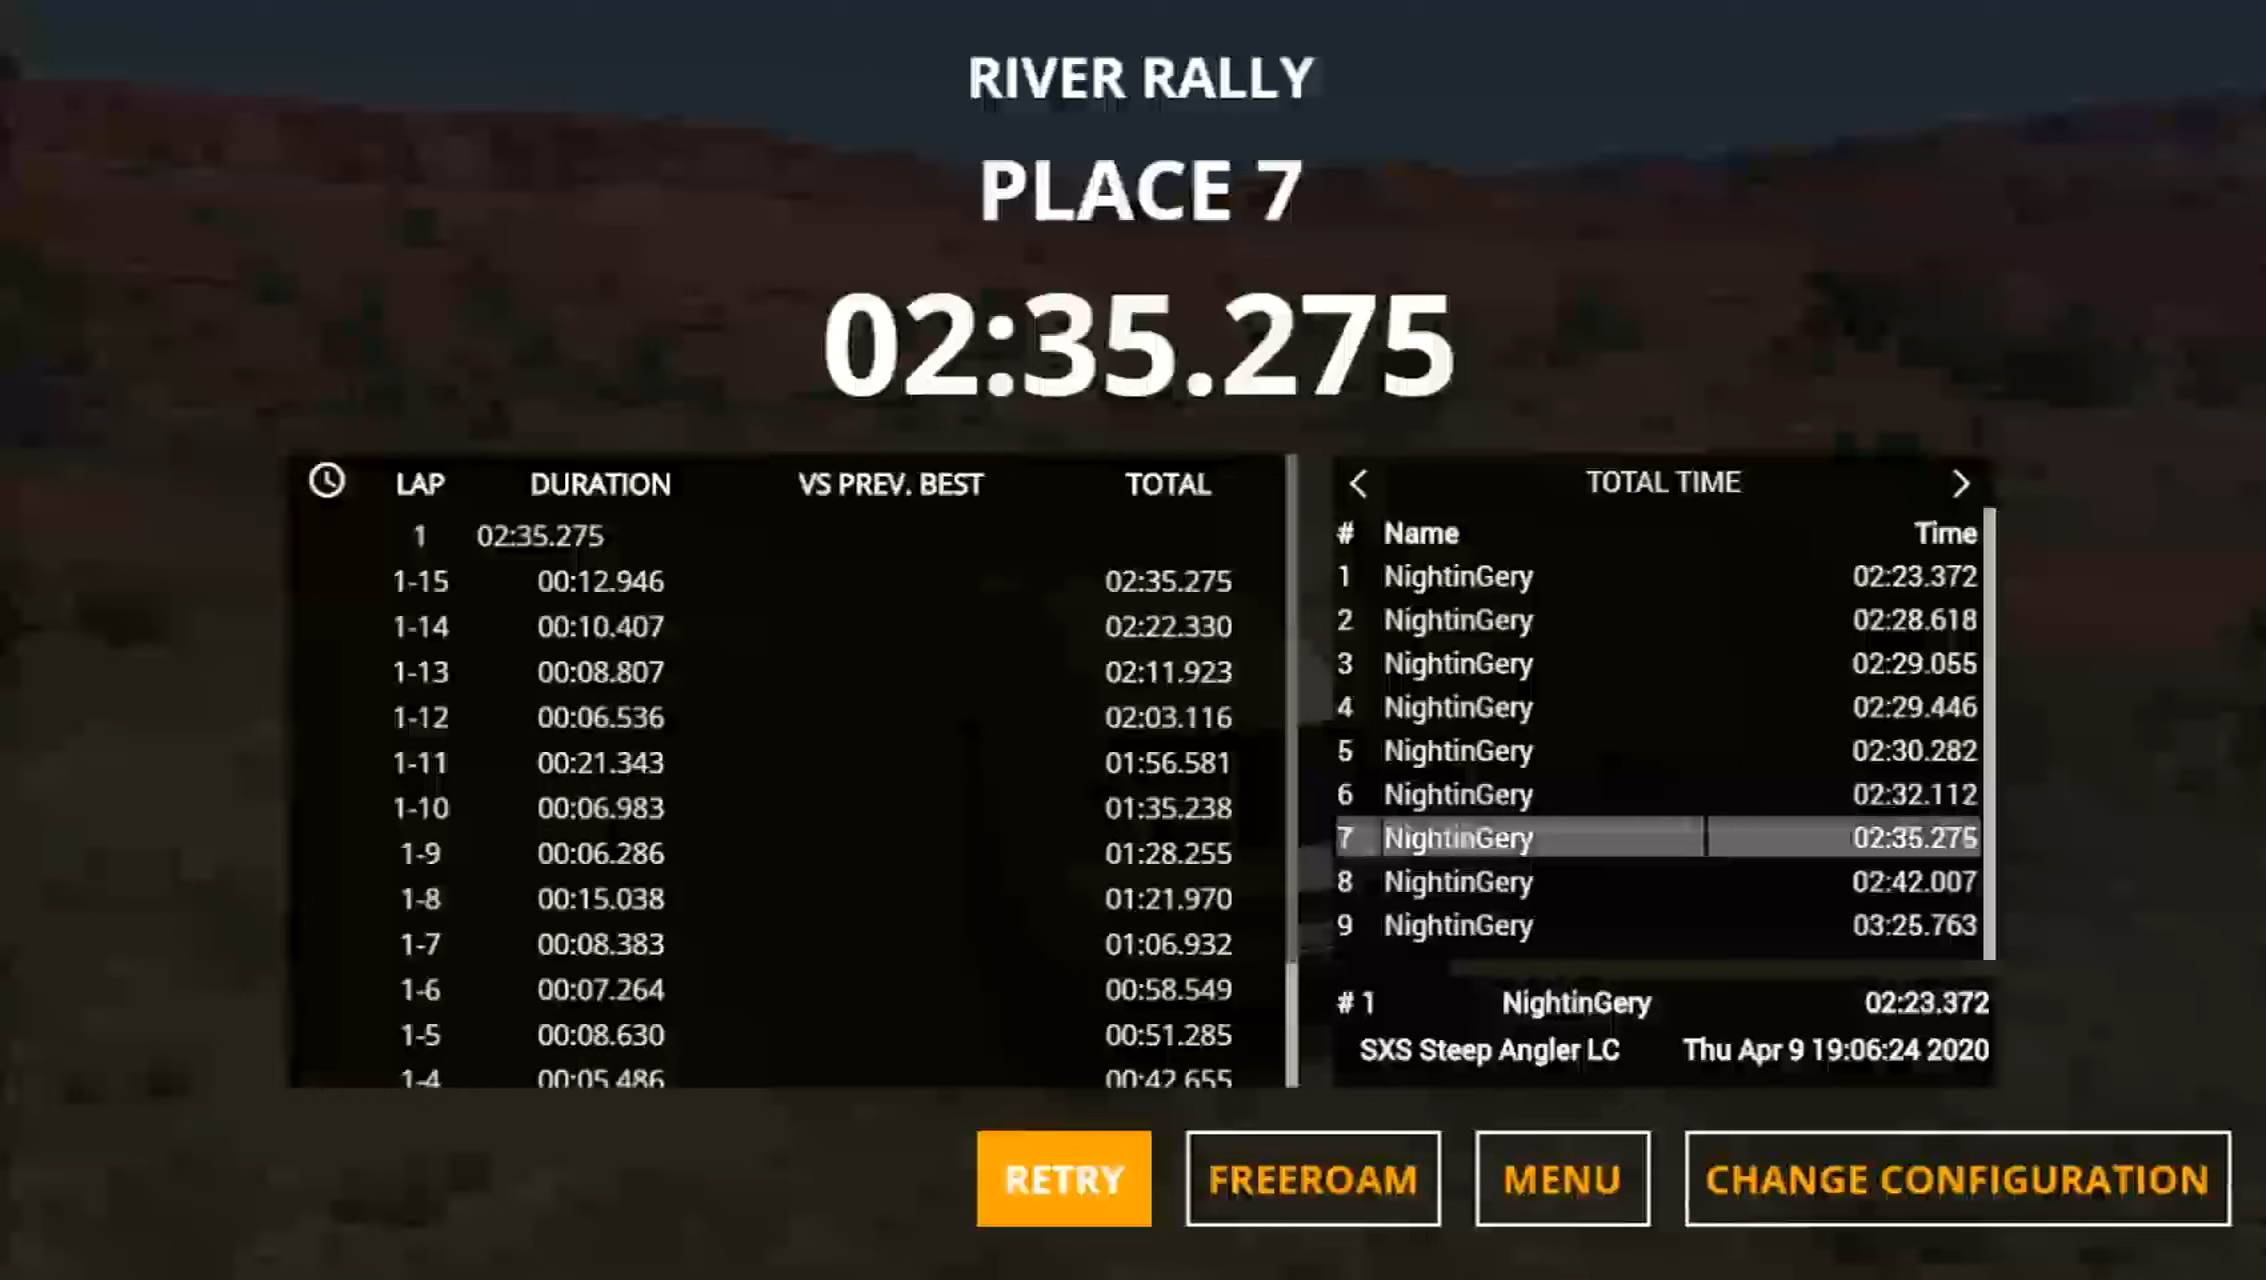 RIVER RALLY
PLACE 7
02:35.275
LAP DURATION VS PREV. BEST TOTAL
1 02:35.275
1-15 00:12.946 02:35.275
1-14 00:10.407 02:22.330
1-13 00:08.807 02:11.923
1-12 00:06.536 02:03.116
1-11 00:21.343 01:56.581
1-10 00:06.983 01:35.238
1-9 00:06.286 01:28.255
1-8 00:15.038 01:21.970
1-7 00:08.383 01:06.932
1-6 00:07.264 00:58.549
1-5 00:08.630 00:51.285
1-4 00:05.486 00:42.655
TOTAL TIME
# Name Time
1 NightinGery 02:23.372
2 NightinGery 02:28.618
3 NightinGery 02:29.055
4 NightinGery 02:29.446
5 NightinGery 02:30.282
6 NightinGery 02:32.112
7 NightinGery 02:35.275
8 NightinGery 02:42.007
9 NightinGery 03:25.763
# 1 NightinGery 02:23.372
SXS Steep Angler LC Thu Apr 9 19:06:24 2020
RETRY FREEROAM MENU CHANGE CONFIGURATION